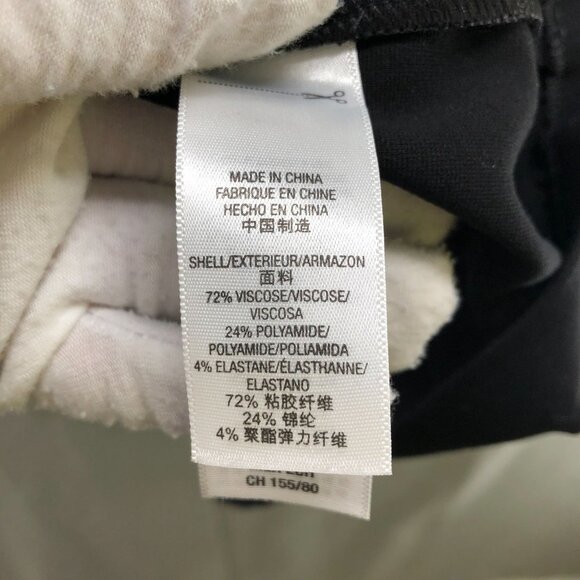 MADE IN CHINA
FABRIQUE EN CHINE
HECHO EN CHINA
中国制造
SHELL/EXTERIEUR/ARMAZON
面料
72% VISCOSE/VISCOSE/
VISCOSA
24% POLYAMIDE/
POLYAMIDE/POLIAMIDA
4% ELASTANE/ÉLASTHANNE/
ELASTANO
72% 粘胶纤维
24% 锦纶
4% 聚酯弹力纤维
CH 155/80